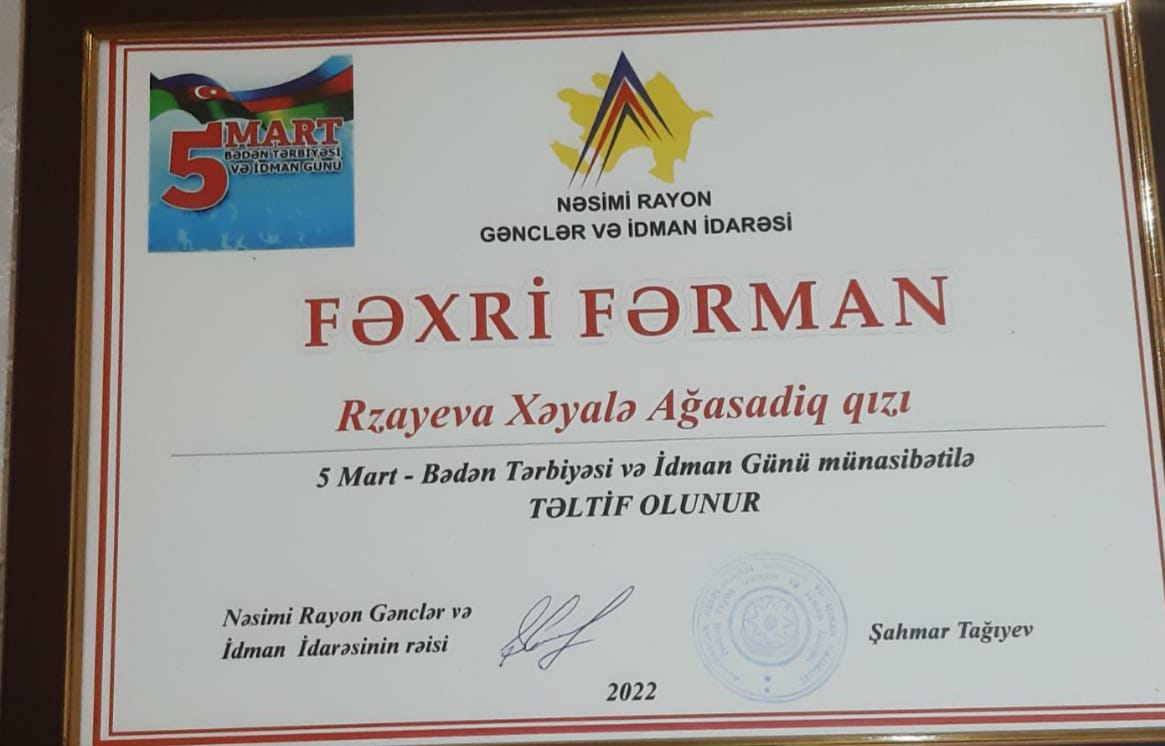 5 MART
BƏDƏN TƏRBİYƏSİ
VƏ İDMAN GÜNÜ
NƏSİMİ RAYON
GƏNCLƏR VƏ İDMAN İDARƏSİ
FƏXRİ FƏRMAN
Rzayeva Xəyalə Ağasadiq qızı
5 Mart - Bədən Tərbiyəsi və İdman Günü münasibətilə
TƏLTİF OLUNUR
Nəsimi Rayon Gənclər və
İdman İdarəsinin rəisi
Şahmar Tağıyev
2022